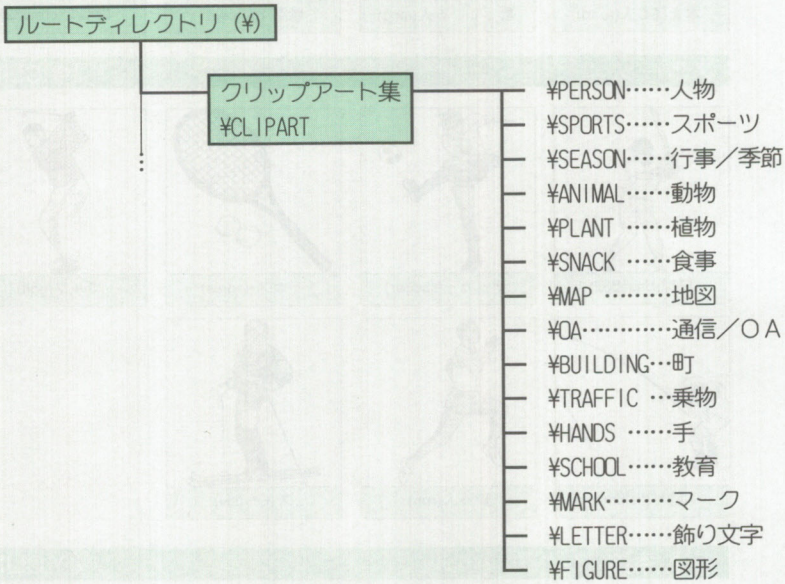 ルートディレクトリ (¥)
クリップアート集
¥CLIPART
¥PERSON……人物
¥SPORTS……スポーツ
¥SEASON……行事／季節
¥ANIMAL……動物
¥PLANT ……植物
¥SNACK ……食事
¥MAP ………地図
¥OA…………通信／OA
¥BUILDING…町
¥TRAFFIC …乗物
¥HANDS ……手
¥SCHOOL……教育
¥MARK………マーク
¥LETTER……飾り文字
¥FIGURE……図形